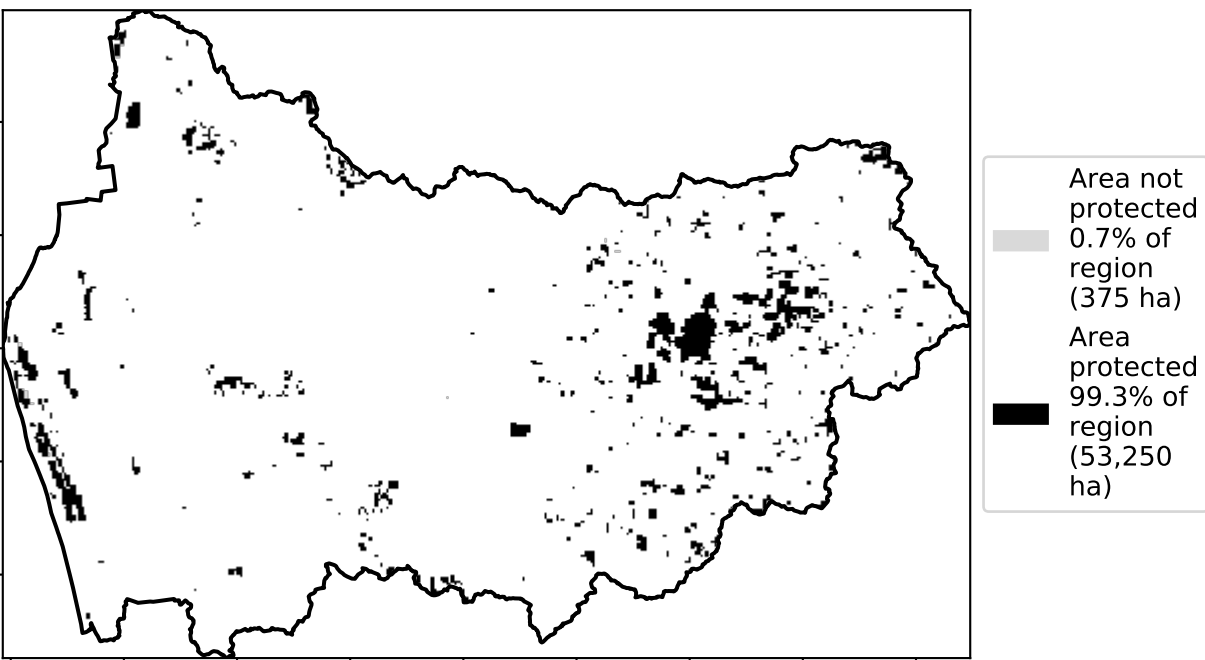 Area not
protected
0.7% of
region
(375 ha)
Area
protected
99.3% of
region
(53,250
ha)